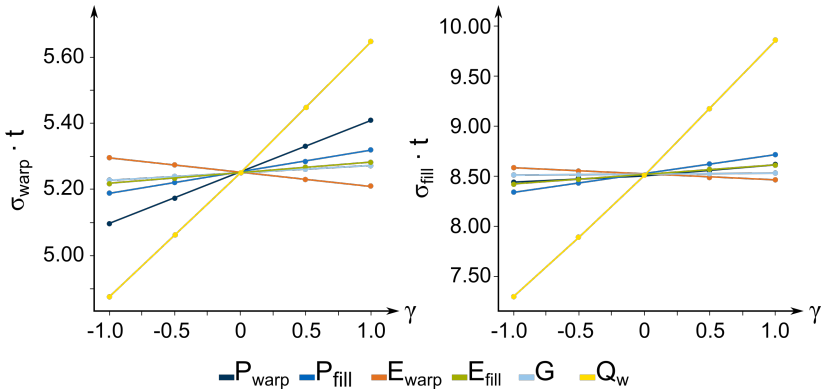 σwarp · t
5.60
5.40
5.20
5.00
-1.0 -0.5 0 0.5 1.0 γ
σfill · t
10.00
9.50
9.00
8.50
8.00
7.50
-1.0 -0.5 0 0.5 1.0 γ
Pwarp Pfill Ewarp Efill G Qw